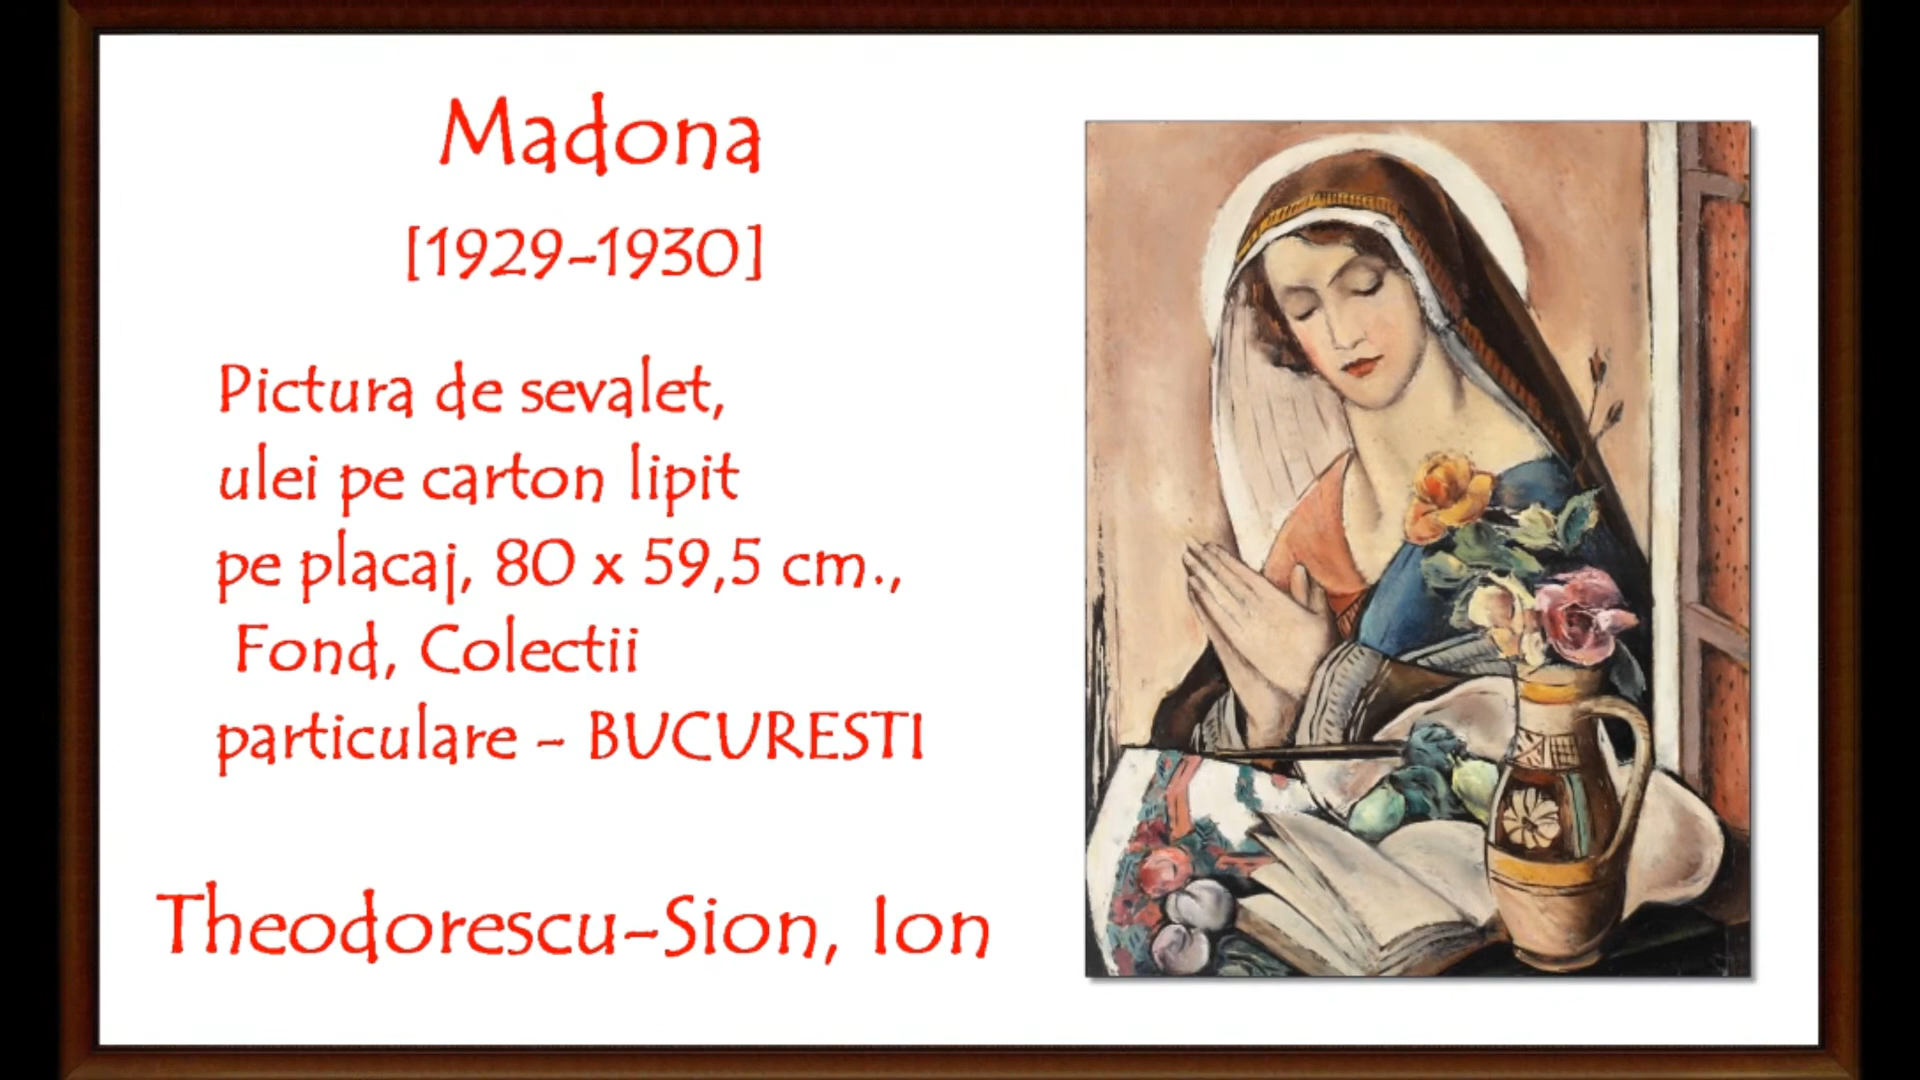 Madona
[1929-1930]
Pictura de sevalet,
ulei pe carton lipit
pe placaj, 80 x 59,5 cm.,
Fond, Colectii
particulare - BUCURESTI
Theodorescu-Sion, Ion